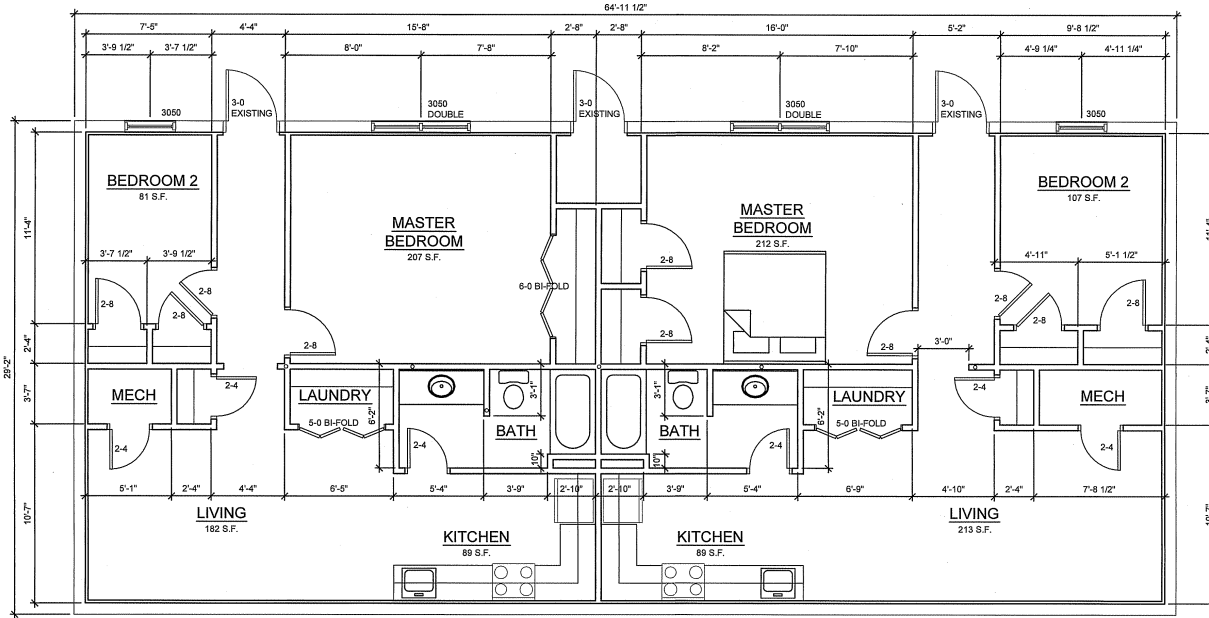 64'-11 1/2"
7'-5"
4'-4"
15'-8"
2'-8"
2'-8"
16'-0"
5'-2"
9'-8 1/2"
3'-9 1/2"
3'-7 1/2"
8'-0"
7'-8"
8'-2"
7'-10"
4'-9 1/4"
4'-11 1/4"
3050
3-0
EXISTING
3050
DOUBLE
3-0
EXISTING
3050
DOUBLE
3-0
EXISTING
3050
BEDROOM 2
81 S.F.
MASTER
BEDROOM
207 S.F.
MASTER
BEDROOM
212 S.F.
BEDROOM 2
107 S.F.
29'-2"
11'-4"
2'-4"
3'-7"
10'-7"
3'-7 1/2"
3'-9 1/2"
4'-11"
5'-1 1/2"
2-8
2-8
2-8
6-0 BI-FOLD
2-8
2-8
2-8
2-8
2-8
2-8
2-8
3'-0"
MECH
2-4
2-4
LAUNDRY
5-0 BI-FOLD
6'-2"
2-4
3'-1"
BATH
10"
3'-1"
BATH
10"
2-4
6'-2"
LAUNDRY
5-0 BI-FOLD
2-4
MECH
2-4
5'-1"
2'-4"
4'-4"
6'-5"
5'-4"
3'-9"
2'-10"
2'-10"
3'-9"
5'-4"
6'-9"
4'-10"
2'-4"
7'-8 1/2"
LIVING
182 S.F.
KITCHEN
89 S.F.
KITCHEN
89 S.F.
LIVING
213 S.F.